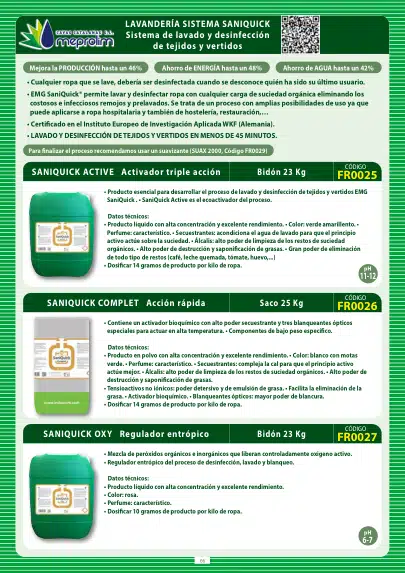 CATEX CATALANAS S.L.
meprolim
LAVANDERÍA SISTEMA SANIQUICK
Sistema de lavado y desinfección
de tejidos y vertidos
Mejora la PRODUCCIÓN hasta un 46%
Ahorro de ENERGÍA hasta un 48%
Ahorro de AGUA hasta un 42%
• Cualquier ropa que se lave, debería ser desinfectada cuando se desconoce quién ha sido su último usuario.
• EMG SaniQuick® permite lavar y desinfectar ropa con cualquier carga de suciedad orgánica eliminando los
costosos e infecciosos remojos y prelavados. Se trata de un proceso con amplias posibilidades de uso ya que
puede aplicarse a ropa hospitalaria y también de hostelería, restauración,…
• Certificado en el Instituto Europeo de Investigación Aplicada WKF (Alemania).
• LAVADO Y DESINFECCIÓN DE TEJIDOS Y VERTIDOS EN MENOS DE 45 MINUTOS.
Para finalizar el proceso recomendamos usar un suavizante (SUAX 2000, Código FR0029)
SANIQUICK ACTIVE Activador triple acción
Bidón 23 Kg
CÓDIGO
FR0025
• Producto esencial para desarrollar el proceso de lavado y desinfección de tejidos y vertidos EMG
SaniQuick . • SaniQuick Active es el ecoactivador del proceso.
Datos técnicos:
• Producto líquido con alta concentración y excelente rendimiento. • Color: verde amarillento. •
Perfume: característico. • Secuestrantes: acondiciona el agua de lavado para que el principio
activo actúe sobre la suciedad. • Álcalis: alto poder de limpieza de los restos de suciedad
orgánicos. • Alto poder de destrucción y saponificación de grasas. • Gran poder de eliminación
de todo tipo de restos (café, leche quemada, tómate, huevo,...)
• Dosificar 14 gramos de producto por kilo de ropa.
pH
11-12
SANIQUICK COMPLET Acción rápida
Saco 25 Kg
CÓDIGO
FR0026
• Contiene un activador bioquímico con alto poder secuestrante y tres blanqueantes ópticos
especiales para actuar en alta temperatura. • Componentes de bajo peso específico.
Datos técnicos:
• Producto en polvo con alta concentración y excelente rendimiento. • Color: blanco con motas
verde. • Perfume: característico. • Secuestrantes: compleja la cal para que el principio activo
actúe mejor. • Álcalis: alto poder de limpieza de los restos de suciedad orgánicos. • Alto poder de
destrucción y saponificación de grasas.
•Tensioactivos no iónicos: poder detersivo y de emulsión de grasa. • Facilita la eliminación de la
grasa. • Activador bioquímico. • Blanqueantes ópticos: mayor poder de blancura.
• Dosificar 14 gramos de producto por kilo de ropa.
SANIQUICK OXY Regulador entrópico
Bidón 23 Kg
CÓDIGO
FR0027
• Mezcla de peróxidos orgánicos e inorgánicos que liberan controladamente oxigeno activo.
• Regulador entrópico del proceso de desinfección, lavado y blanqueo.
Datos técnicos:
• Producto líquido con alta concentración y excelente rendimiento.
• Color: rosa.
• Perfume: característico.
• Dosificar 10 gramos de producto por kilo de ropa.
pH
6-7